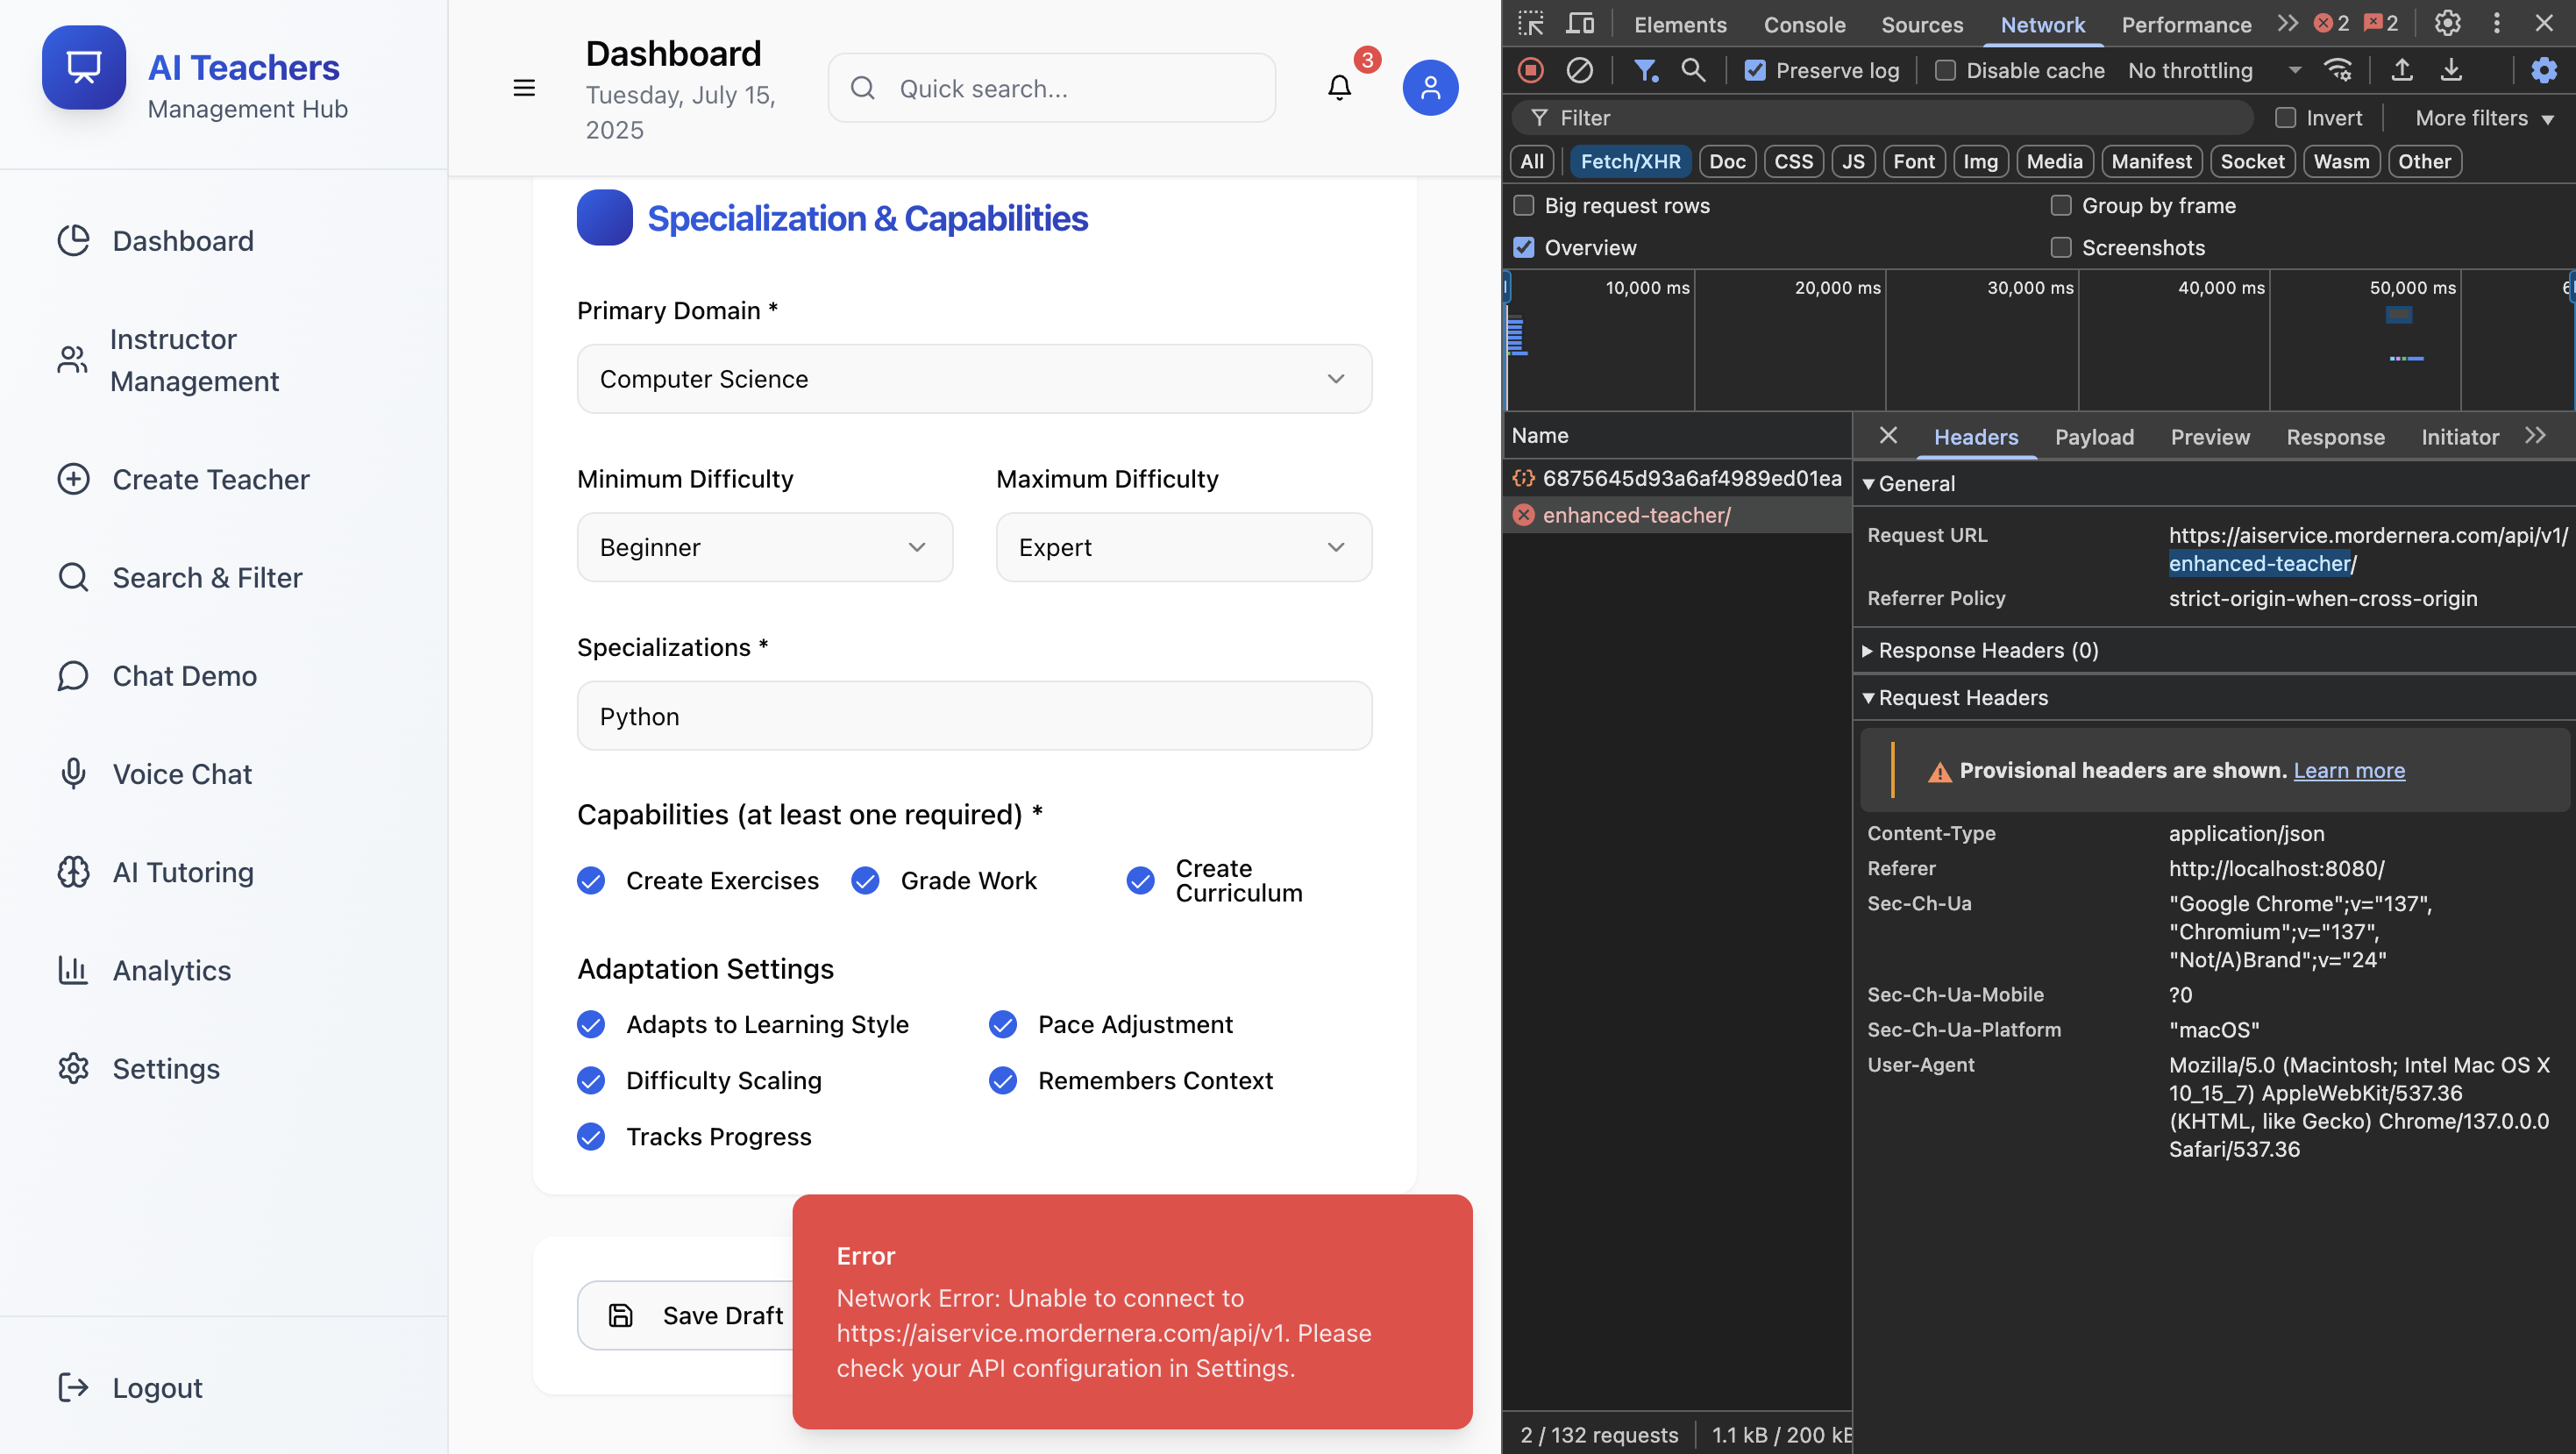 AI Teachers
Management Hub
Dashboard
Instructor
Management
Create Teacher
Search & Filter
Chat Demo
Voice Chat
AI Tutoring
Analytics
Settings
Logout
Dashboard
Tuesday, July 15,
2025
Quick search...
3
Specialization & Capabilities
Primary Domain *
Computer Science
Minimum Difficulty
Maximum Difficulty
Beginner
Expert
Specializations *
Python
Capabilities (at least one required) *
Create Exercises
Grade Work
Create
Curriculum
Adaptation Settings
Adapts to Learning Style
Pace Adjustment
Difficulty Scaling
Remembers Context
Tracks Progress
Save Draft
Error
Network Error: Unable to connect to
https://aiservice.mordernera.com/api/v1. Please
check your API configuration in Settings.
Elements Console Sources Network Performance 2 2
Preserve log Disable cache No throttling
Filter Invert More filters
All Fetch/XHR Doc CSS JS Font Img Media Manifest Socket Wasm Other
Big request rows Group by frame
Overview Screenshots
10,000 ms 20,000 ms 30,000 ms 40,000 ms 50,000 ms
Name
6875645d93a6af4989ed01ea
enhanced-teacher/
2 / 132 requests 1.1 kB / 200 kB
Headers Payload Preview Response Initiator
General
Request URL https://aiservice.mordernera.com/api/v1/
enhanced-teacher/
Referrer Policy strict-origin-when-cross-origin
Response Headers (0)
Request Headers
Provisional headers are shown. Learn more
Content-Type application/json
Referer http://localhost:8080/
Sec-Ch-Ua "Google Chrome";v="137",
"Chromium";v="137",
"Not/A)Brand";v="24"
Sec-Ch-Ua-Mobile ?0
Sec-Ch-Ua-Platform "macOS"
User-Agent Mozilla/5.0 (Macintosh; Intel Mac OS X
10_15_7) AppleWebKit/537.36
(KHTML, like Gecko) Chrome/137.0.0.0
Safari/537.36